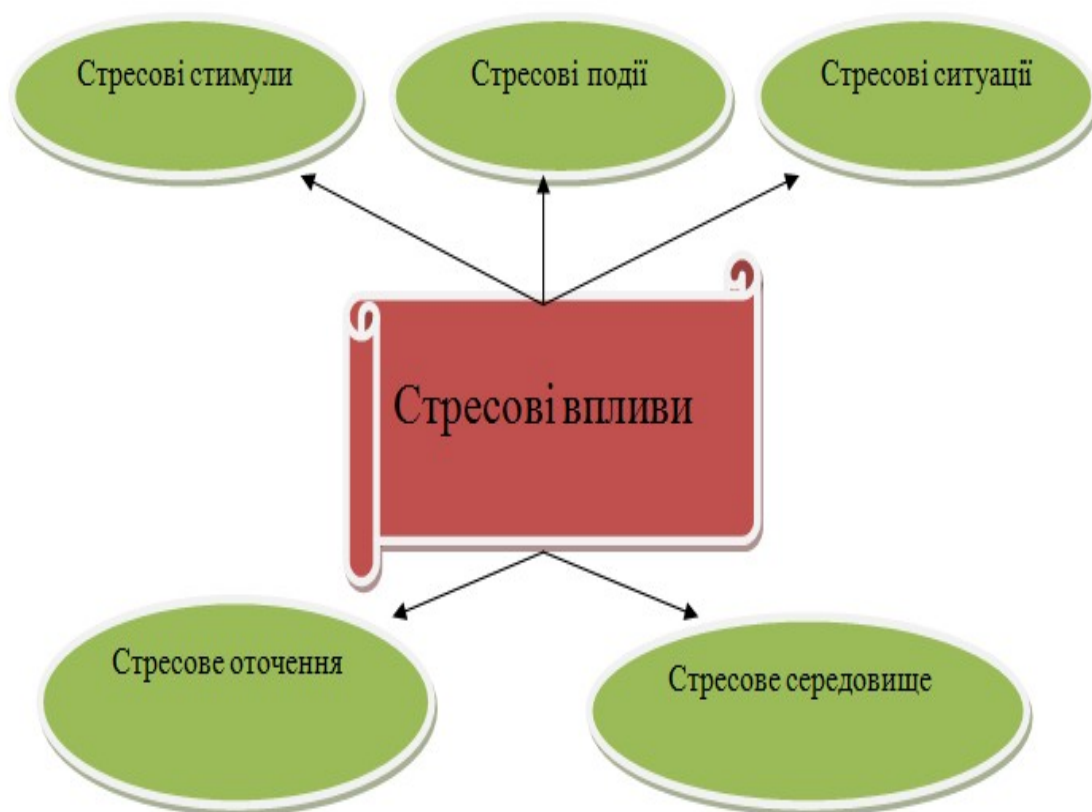 Стресові стимули
Стресові події
Стресові ситуації
Стресові впливи
Стресове оточення
Стресове середовище